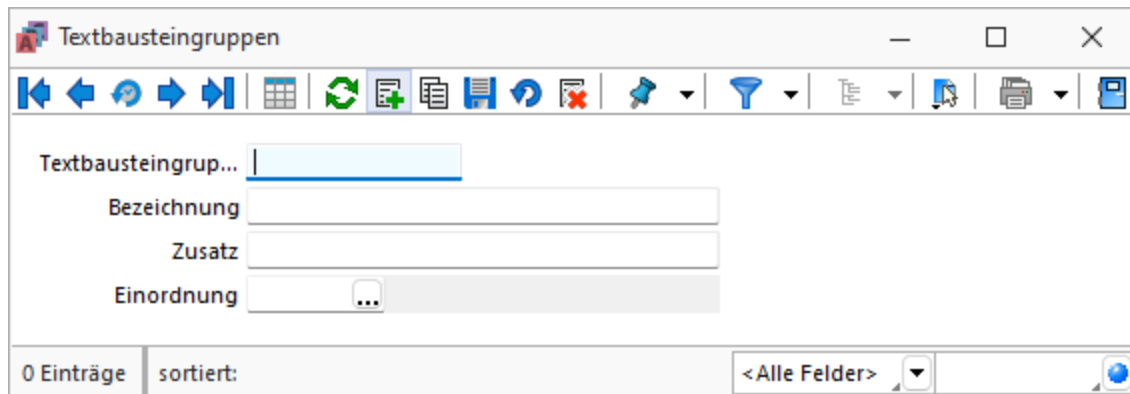 Textbausteingruppen
Textbausteingrup...
Bezeichnung
Zusatz
Einordnung ...
0 Einträge sortiert: <Alle Felder>